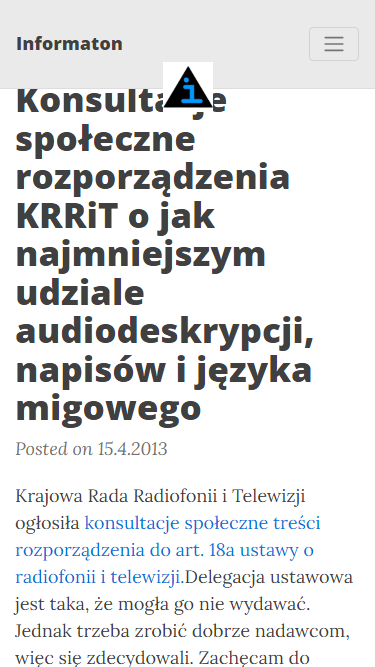 Informaton
Konsultacje
społeczne
rozporządzenia
KRRiT o jak
najmniejszym
udziale
audiodeskrypcji,
napisów i języka
migowego
Posted on 15.4.2013
Krajowa Rada Radiofonii i Telewizji
ogłosiła konsultacje społeczne treści
rozporządzenia do art. 18a ustawy o
radiofonii i telewizji.Delegacja ustawowa
jest taka, że mogła go nie wydawać.
Jednak trzeba zrobić dobrze nadawcom,
więc się zdecydowali. Zachęcam do